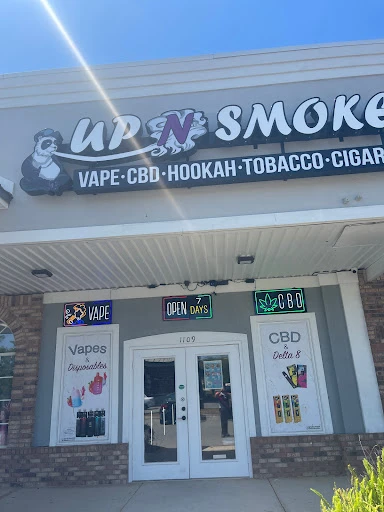 UP N SMOKE
VAPE·CBD·HOOKAH·TOBACCO·CIGAR
VAPE
OPEN 7 DAYS
CBD
1109
Vapes
&
Disposables
CBD
&
Delta 8